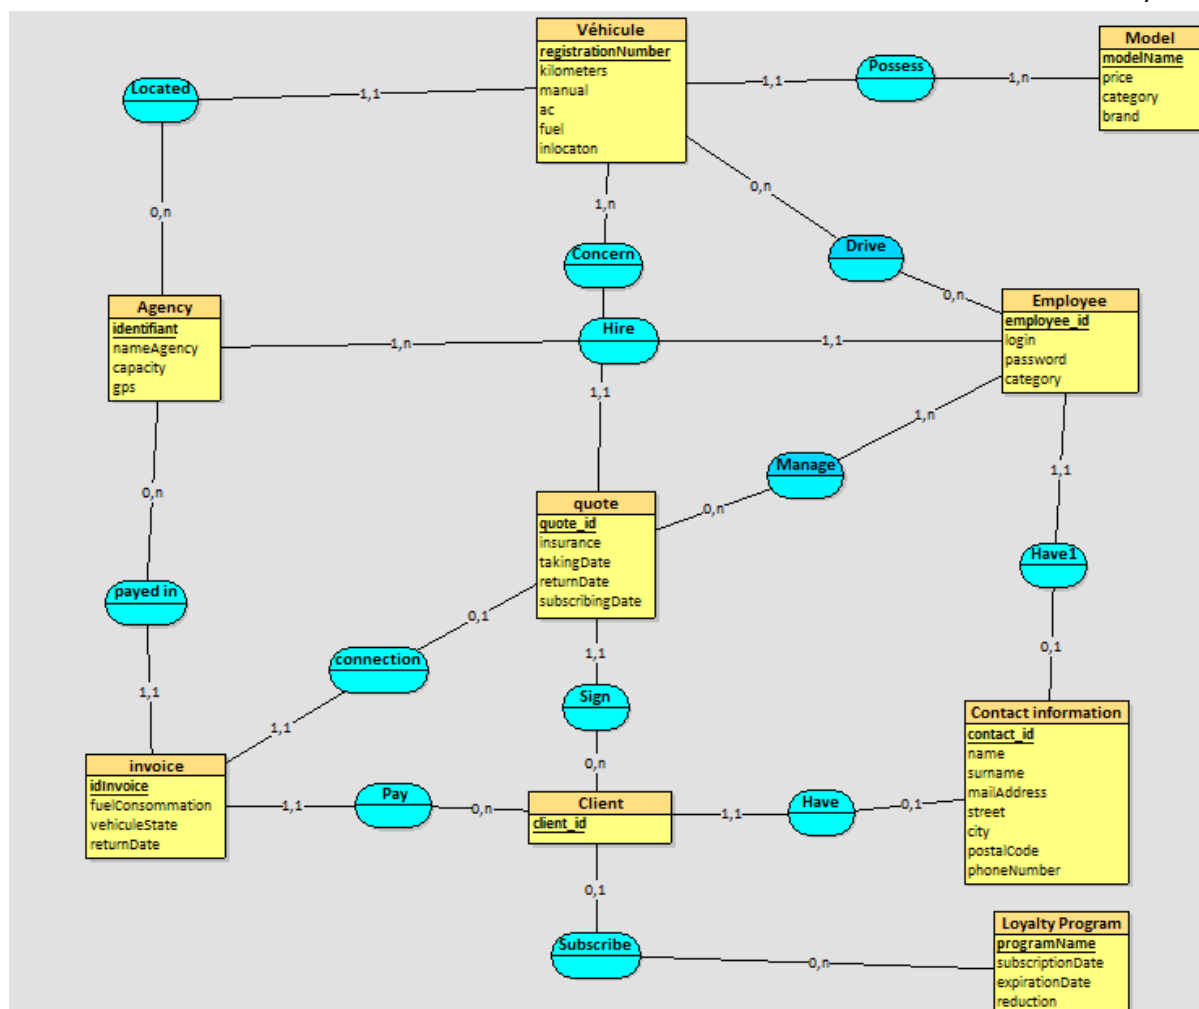 Véhicule
registrationNumber
kilometers
manual
ac
fuel
inlocaton
Model
modelName
price
category
brand
Possess
1,1
1,n
Located
1,1
0,n
0,n
Drive
0,n
1,n
Concern
Agency
identifiant
nameAgency
capacity
gps
Hire
1,n
1,1
Employee
employee_id
login
password
category
1,1
Manage
1,n
0,n
quote
quote_id
insurance
takingDate
returnDate
subscribingDate
1,1
Have1
0,1
0,n
payed in
1,1
0,1
connection
1,1
1,1
Sign
0,n
Contact information
contact_id
name
surname
mailAddress
street
city
postalCode
phoneNumber
invoice
idInvoice
fuelConsommation
vehiculeState
returnDate
1,1
Pay
0,n
Client
client_id
1,1
Have
0,1
0,1
Subscribe
0,n
Loyalty Program
programName
subscriptionDate
expirationDate
reduction